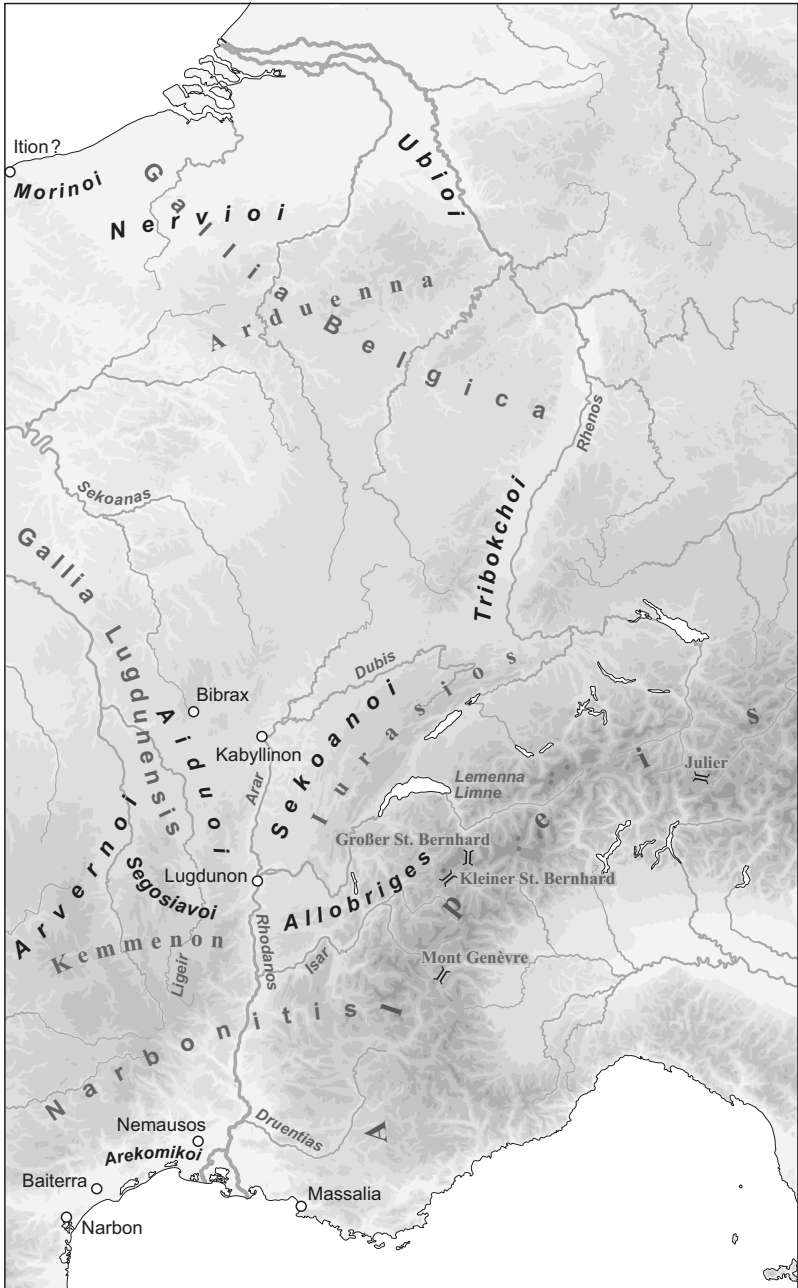 Ition?
Morinoi
Gallia Belgica
Nervioi
Ubioi
Arduenna
Rhenos
Sekoanas
Tribokchoi
Gallia Lugdunensis
Dubis
Bibrax
Aiduoi
Kabyllinon
Sekoanoi
Iurasios
Arar
Lemenna
Limne
Julier
Großer St. Bernhard
Kleiner St. Bernhard
Arvernoi
Segosiavoi
Lugdunon
Allobriges
Kemmenon
Ligeir
Rhodanos
Isar
Mont Genèvre
Narbonitis
Alpeis
Nemausos
Druentias
Arekomikoi
Baiterra
Massalia
Narbon